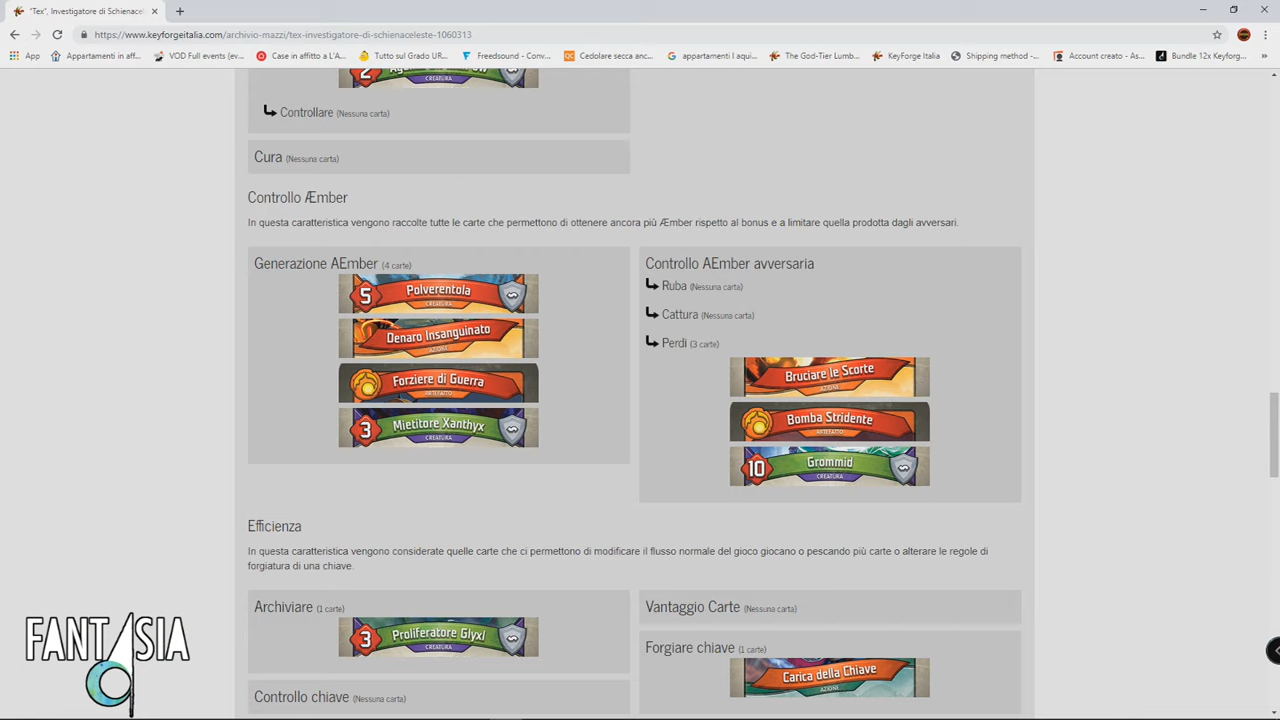 "Tex", Investigatore di Schienacel
https://www.keyforgeitalia.com/archivio-mazzi/tex-investigatore-di-schienaceleste-1060313
App
Appartamenti in aff...
VOD Full events (ev...
Case in affitto a L'A...
Tutto sul Grado UR...
Freedsound - Conv...
Cedolare secca anc...
appartamenti l aqui...
The God-Tier Lumb...
KeyForge Italia
Shipping method -...
Account creato - As...
Bundle 12x Keyforg...
CREATURA
Controllare (Nessuna carta)
Cura (Nessuna carta)
Controllo Æmber
In questa caratteristica vengono raccolte tutte le carte che permettono di ottenere ancora più Æmber rispetto al bonus e a limitare quella prodotta dagli avversari.
Generazione AEmber (4 carte)
5 Polverentola
CREATURA
Denaro Insanguinato
AZIONE
Forziere di Guerra
ARTEFATTO
3 Mietitore Xanthyx
CREATURA
Controllo AEmber avversaria
Ruba (Nessuna carta)
Cattura (Nessuna carta)
Perdi (3 carte)
Bruciare le Scorte
AZIONE
Bomba Stridente
ARTEFATTO
10 Grommid
CREATURA
Efficienza
In questa caratteristica vengono considerate quelle carte che ci permettono di modificare il flusso normale del gioco giocano o pescando più carte o alterare le regole di
forgiatura di una chiave.
Archiviare (1 carte)
3 Proliferatore Glyxl
CREATURA
Controllo chiave (Nessuna carta)
Vantaggio Carte (Nessuna carta)
Forgiare chiave (1 carte)
Carica della Chiave
AZIONE
FANTASIA